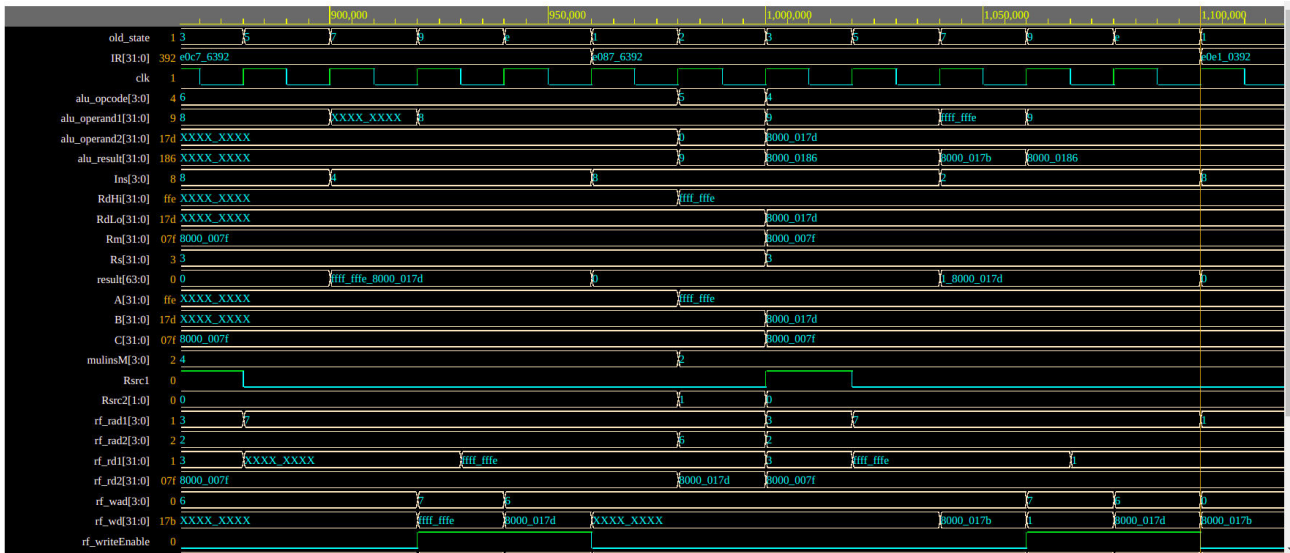 900,000 950,000 1,000,000 1,050,000 1,100,000
old_state 1 3 5 7 9 e 1 2 3 5 7 9 e 1
IR[31:0] 392 e0c7_6392 e087_6392 e0e1_0392
clk 1
alu_opcode[3:0] 4 6 5 4
alu_operand1[31:0] 9 8 XXXX_XXXX 8 9 ffff_fffe 9
alu_operand2[31:0] 17d XXXX_XXXX 0 8000_017d
alu_result[31:0] 186 XXXX_XXXX 9 8000_0186 8000_017b 8000_0186
Ins[3:0] 8 8 4 8 2 8
RdHi[31:0] ffe XXXX_XXXX ffff_fffe
RdLo[31:0] 17d XXXX_XXXX 8000_017d
Rm[31:0] 07f 8000_007f 8000_007f
Rs[31:0] 3 3 3
result[63:0] 0 0 ffff_fffe_8000_017d 0 1_8000_017d 0
A[31:0] ffe XXXX_XXXX ffff_fffe
B[31:0] 17d XXXX_XXXX 8000_017d
C[31:0] 07f 8000_007f 8000_007f
mulinsM[3:0] 2 4 2
Rsrc1 0
Rsrc2[1:0] 0 0 1 0
rf_rad1[3:0] 1 3 7 3 7 1
rf_rad2[3:0] 2 2 6 2
rf_rd1[31:0] 1 3 XXXX_XXXX ffff_fffe 3 ffff_fffe 1
rf_rd2[31:0] 07f 8000_007f 8000_017d 8000_007f
rf_wad[3:0] 0 6 7 6 7 6 0
rf_wd[31:0] 17b XXXX_XXXX ffff_fffe 8000_017d XXXX_XXXX 8000_017b 1 8000_017d 8000_017b
rf_writeEnable 0